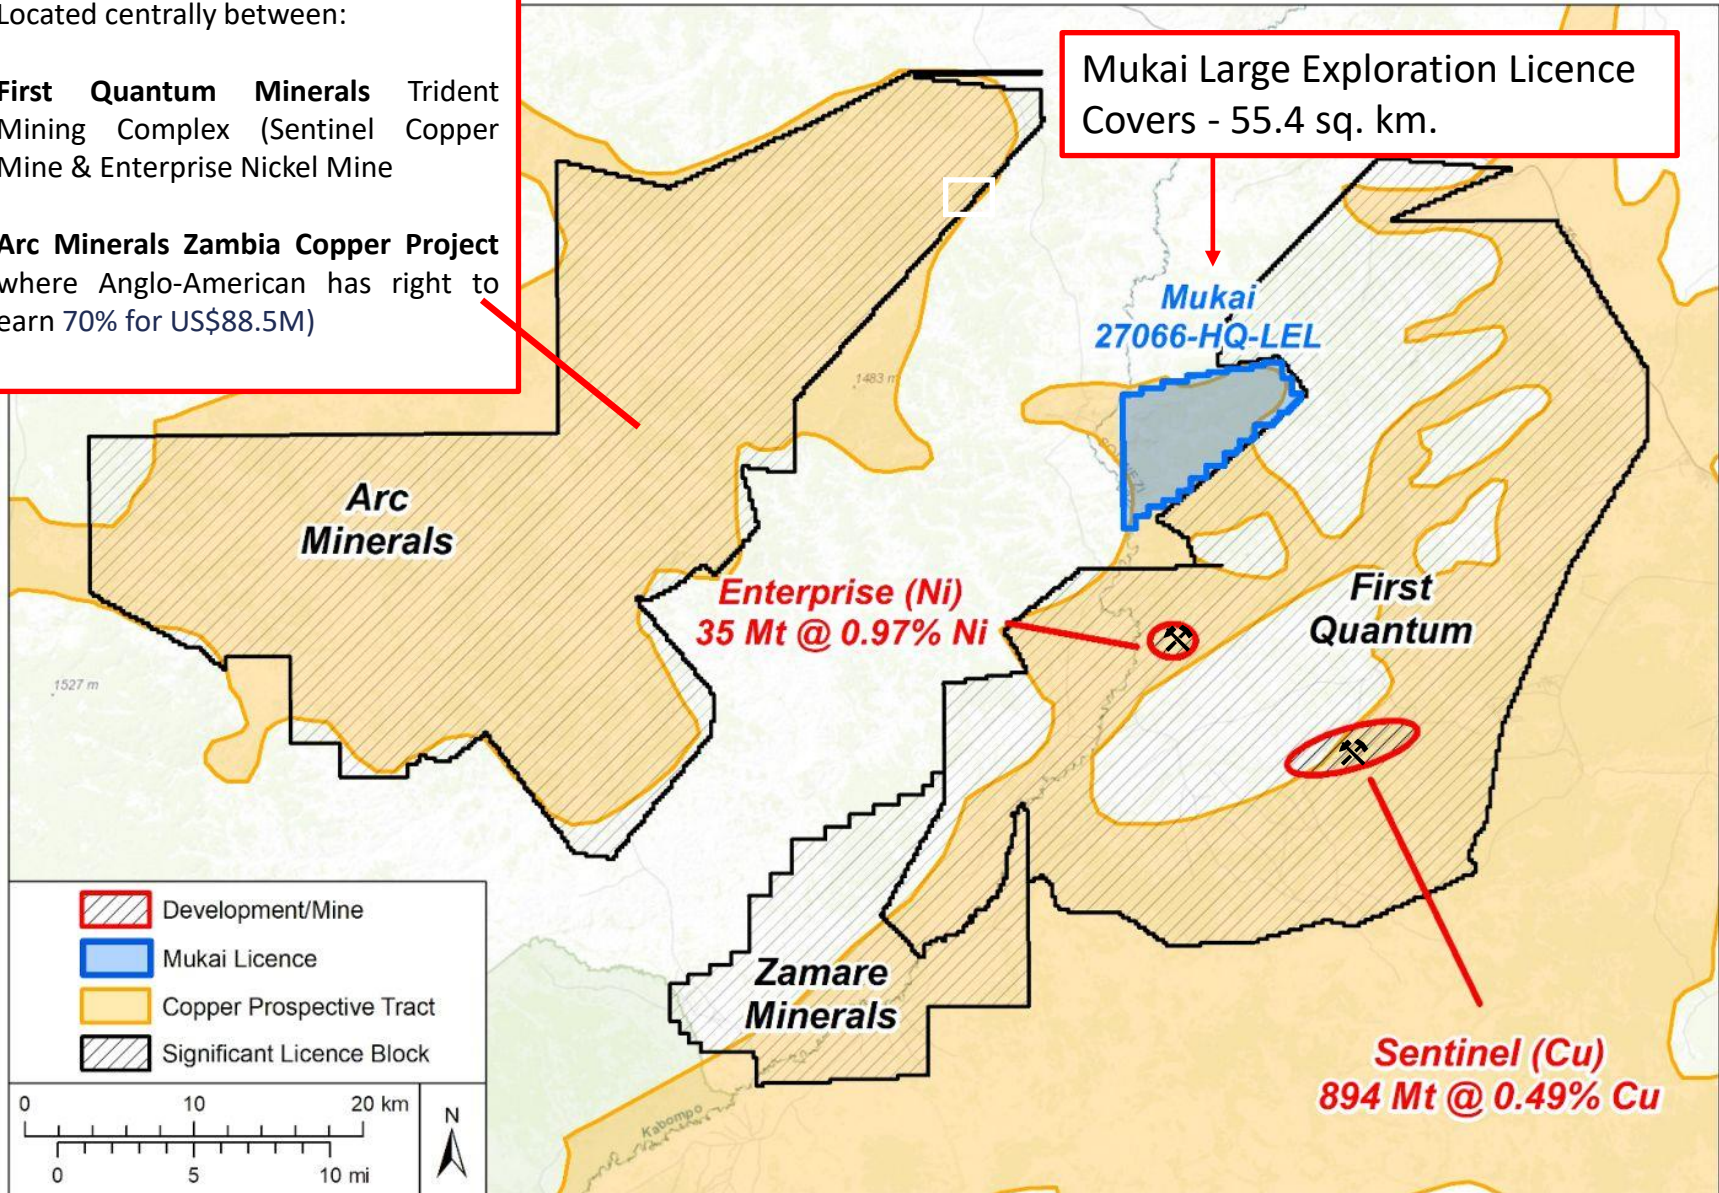 Located centrally between:
First Quantum Minerals Trident
Mining Complex (Sentinel Copper
Mine & Enterprise Nickel Mine
Arc Minerals Zambia Copper Project
where Anglo-American has right to
earn 70% for US$88.5M)
Mukai Large Exploration Licence
Covers - 55.4 sq. km.
Mukai
27066-HQ-LEL
1483 m
Arc
Minerals
Enterprise (Ni)
35 Mt @ 0.97% Ni
First
Quantum
1527 m
Zamare
Minerals
Sentinel (Cu)
894 Mt @ 0.49% Cu
Kabompo
Development/Mine
Mukai Licence
Copper Prospective Tract
Significant Licence Block
0 10 20 km
0 5 10 mi
N